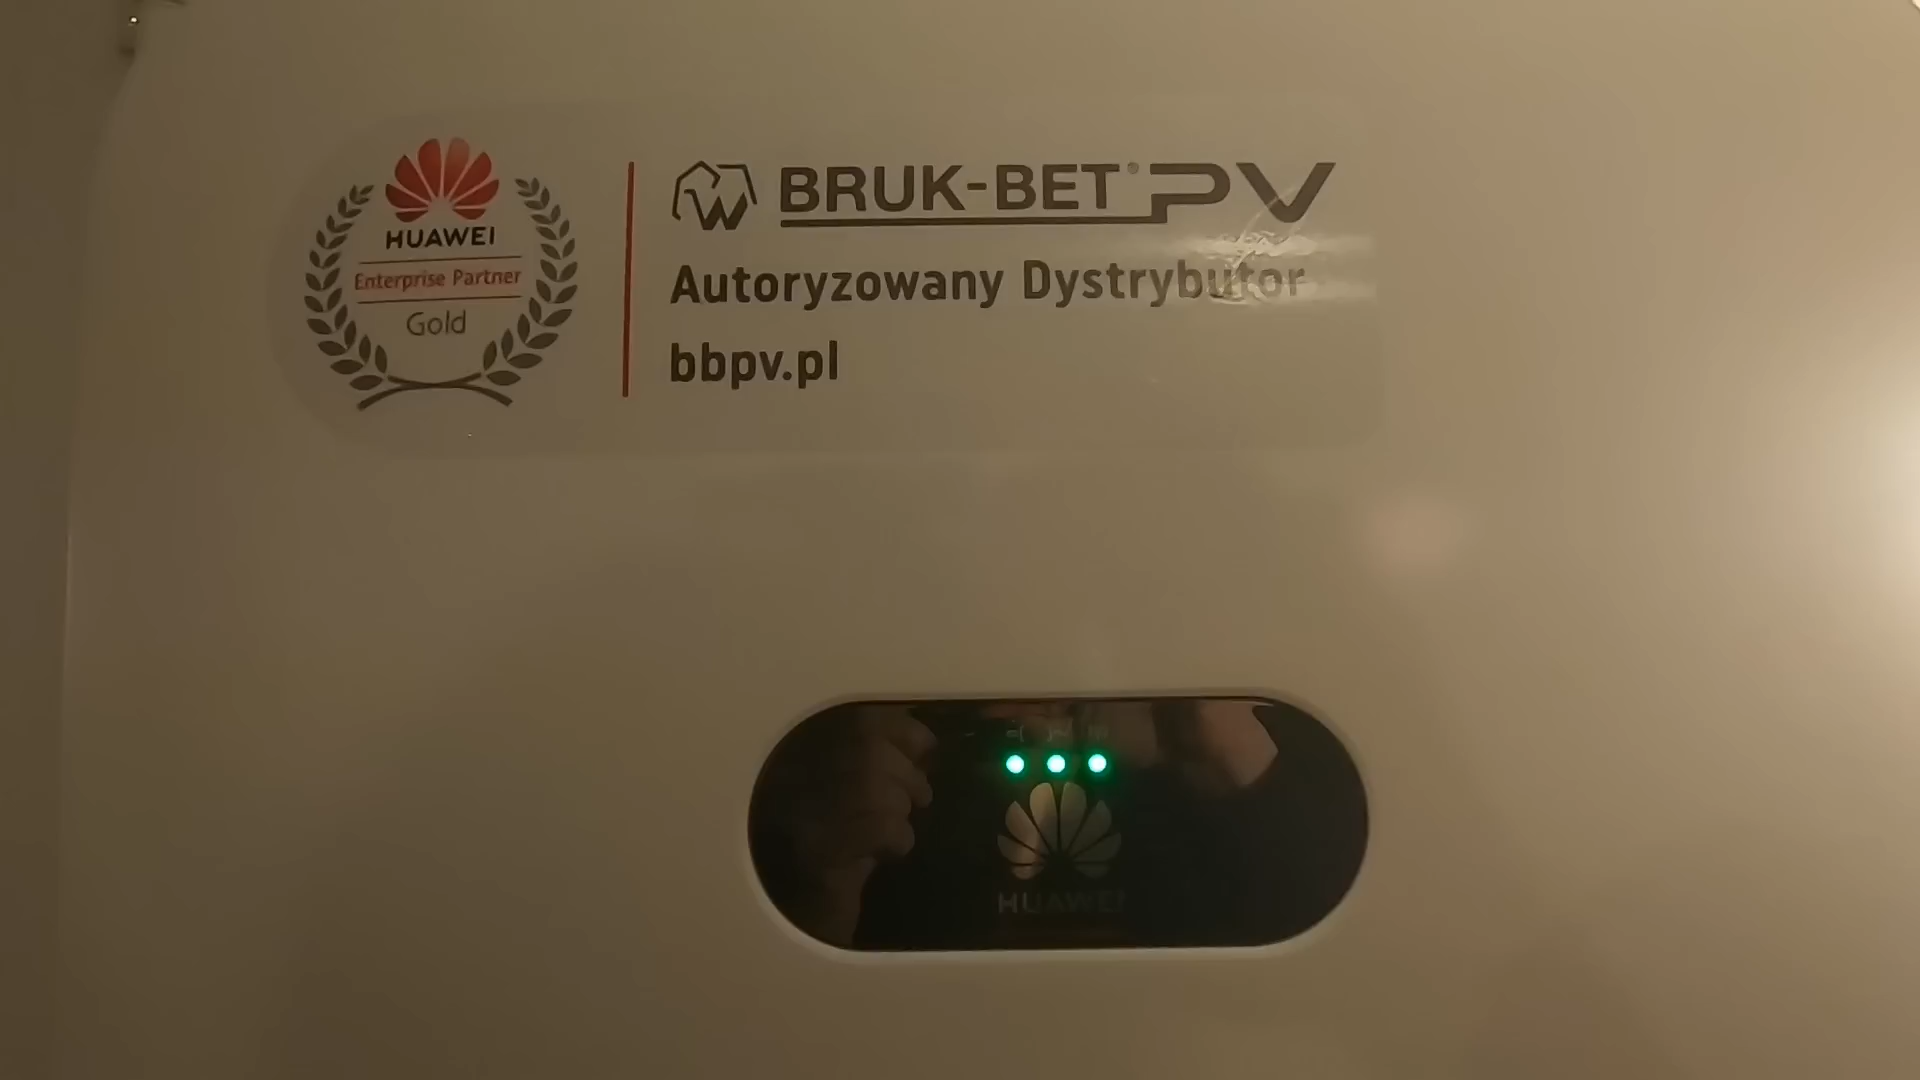 HUAWEI
Enterprise Partner
Gold
BRUK-BET® PV
Autoryzowany Dystrybutor
bbpv.pl
HUAWEI